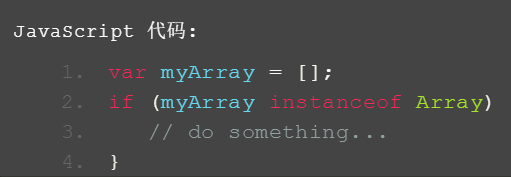 JavaScript 代码:
1. var myArray = [];
2. if (myArray instanceof Array)
3. // do something...
4. }